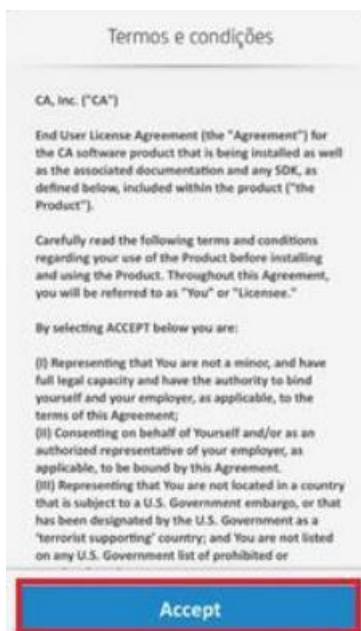 Termos e condições
CA, Inc. ("CA")
End User License Agreement (the "Agreement") for
the CA software product that is being installed as well
as the associated documentation and any SDK, as
defined below, included within the product ("the
Product").
Carefully read the following terms and conditions
regarding your use of the Product before installing
and using the Product. Throughout this Agreement,
you will be referred to as "You" or "Licensee."
By selecting ACCEPT below you are:
(I) Representing that You are not a minor, and have
full legal capacity and have the authority to bind
yourself and your employer, as applicable, to the
terms of this Agreement;
(II) Consenting on behalf of Yourself and/or as an
authorized representative of your employer, as
applicable, to be bound by this Agreement.
(III) Representing that You are not located in a country
that is subject to a U.S. Government embargo, or that
has been designated by the U.S. Government as a
'terrorist supporting' country; and You are not listed
on any U.S. Government list of prohibited or
Accept